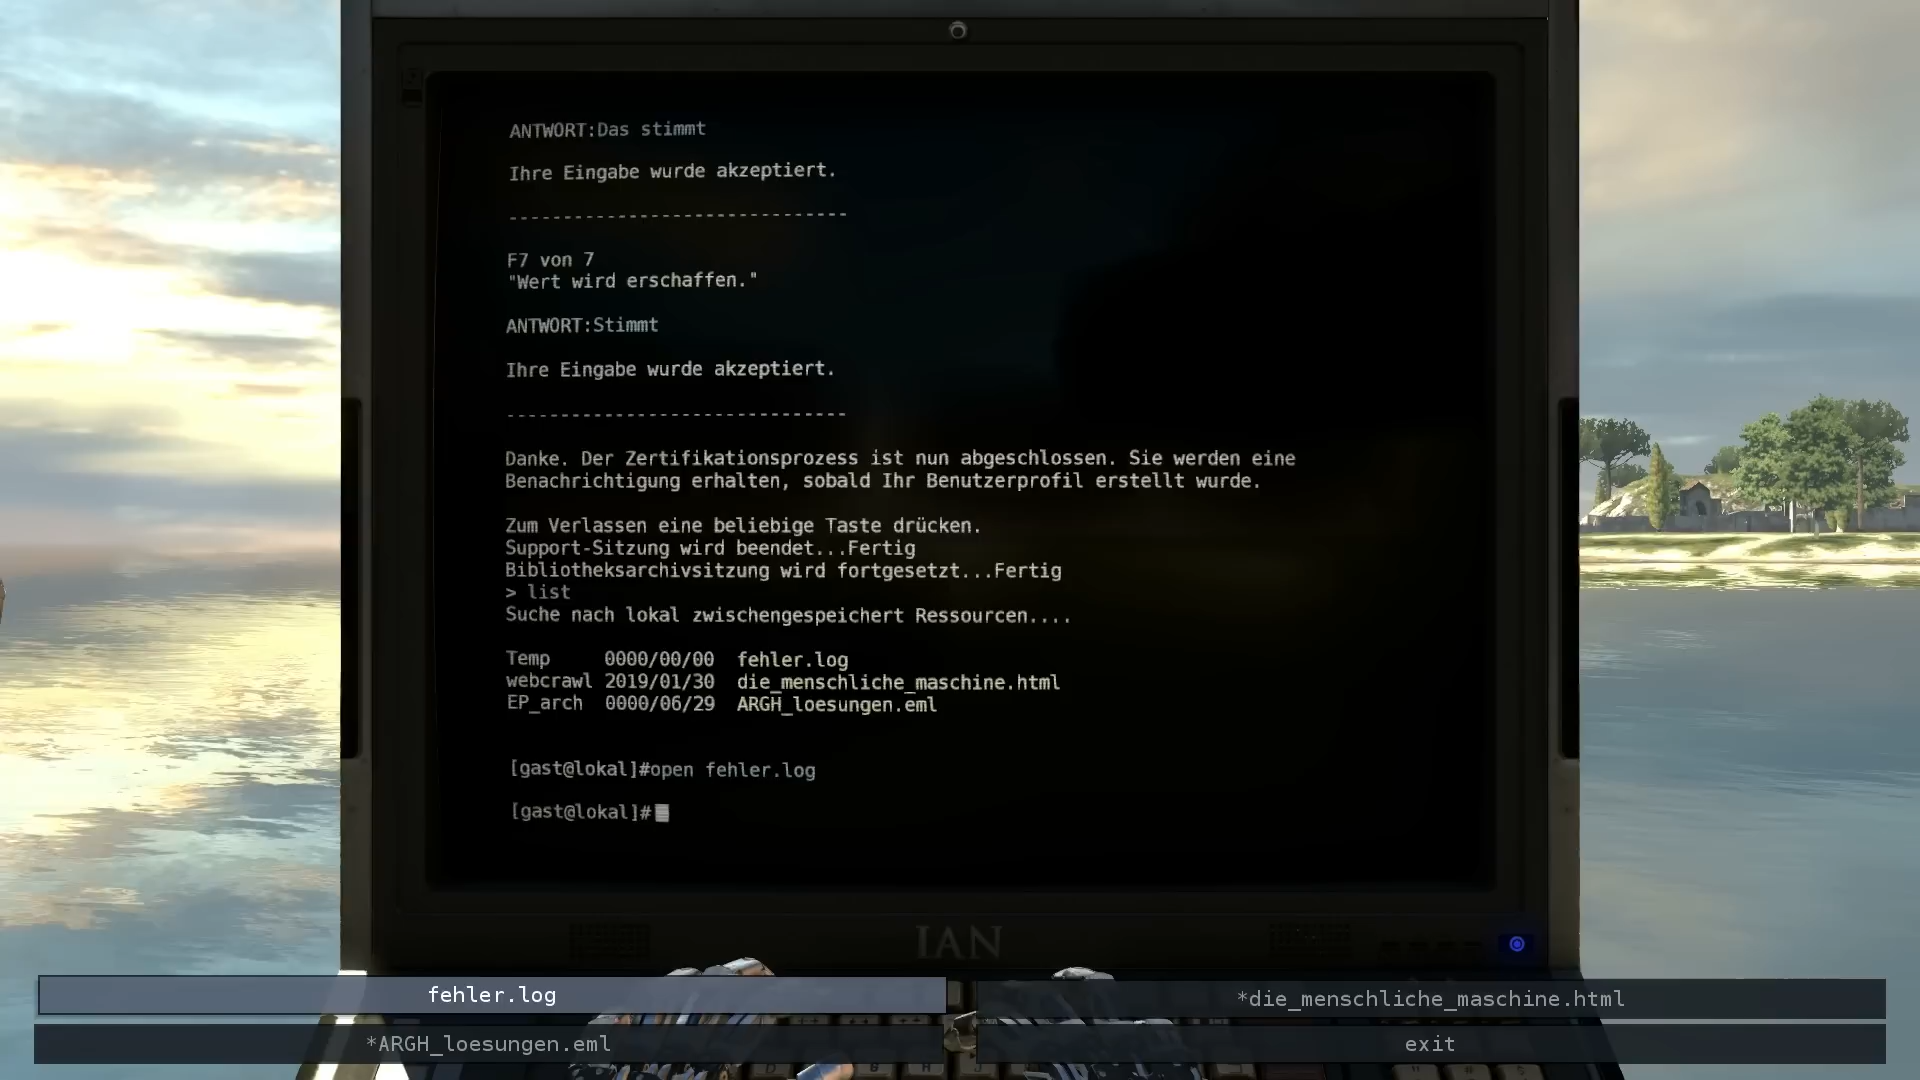 ANTWORT:Das stimmt
Ihre Eingabe wurde akzeptiert.
-------------------------------
F7 von 7
"Wert wird erschaffen."
ANTWORT:Stimmt
Ihre Eingabe wurde akzeptiert.
-------------------------------
Danke. Der Zertifikationsprozess ist nun abgeschlossen. Sie werden eine
Benachrichtigung erhalten, sobald Ihr Benutzerprofil erstellt wurde.
Zum Verlassen eine beliebige Taste drücken.
Support-Sitzung wird beendet...Fertig
Bibliotheksarchivsitzung wird fortgesetzt...Fertig
> list
Suche nach lokal zwischengespeichert Ressourcen....
Temp 0000/00/00 fehler.log
webcrawl 2019/01/30 die_menschliche_maschine.html
EP_arch 0000/06/29 ARGH_loesungen.eml
[gast@lokal]#open fehler.log
[gast@lokal]#
IAN
fehler.log
*die_menschliche_maschine.html
*ARGH_loesungen.eml
exit